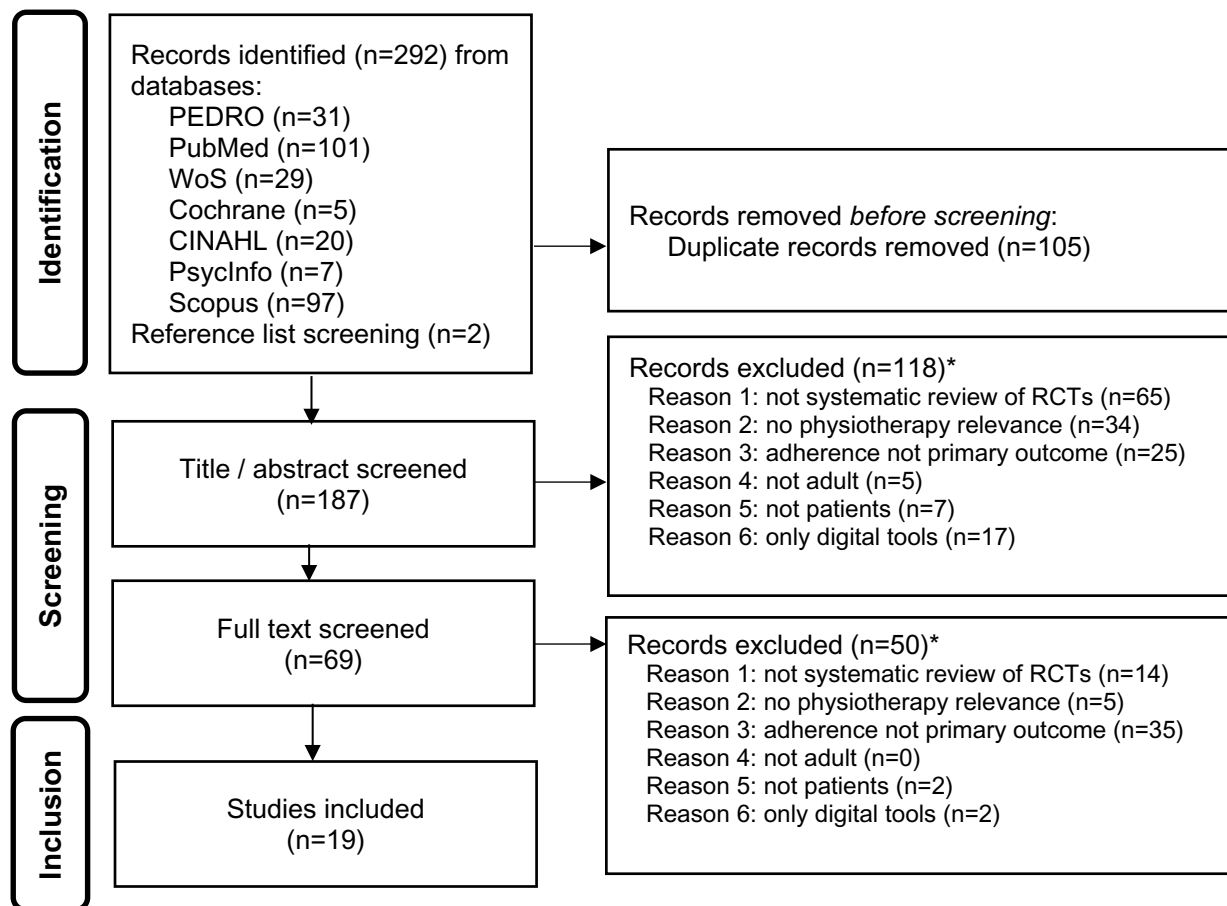 Identification
Records identified (n=292) from
databases:
PEDRO (n=31)
PubMed (n=101)
WoS (n=29)
Cochrane (n=5)
CINAHL (n=20)
PsycInfo (n=7)
Scopus (n=97)
Reference list screening (n=2)
Records removed before screening:
Duplicate records removed (n=105)
Screening
Title / abstract screened
(n=187)
Records excluded (n=118)*
Reason 1: not systematic review of RCTs (n=65)
Reason 2: no physiotherapy relevance (n=34)
Reason 3: adherence not primary outcome (n=25)
Reason 4: not adult (n=5)
Reason 5: not patients (n=7)
Reason 6: only digital tools (n=17)
Full text screened
(n=69)
Records excluded (n=50)*
Reason 1: not systematic review of RCTs (n=14)
Reason 2: no physiotherapy relevance (n=5)
Reason 3: adherence not primary outcome (n=35)
Reason 4: not adult (n=0)
Reason 5: not patients (n=2)
Reason 6: only digital tools (n=2)
Inclusion
Studies included
(n=19)